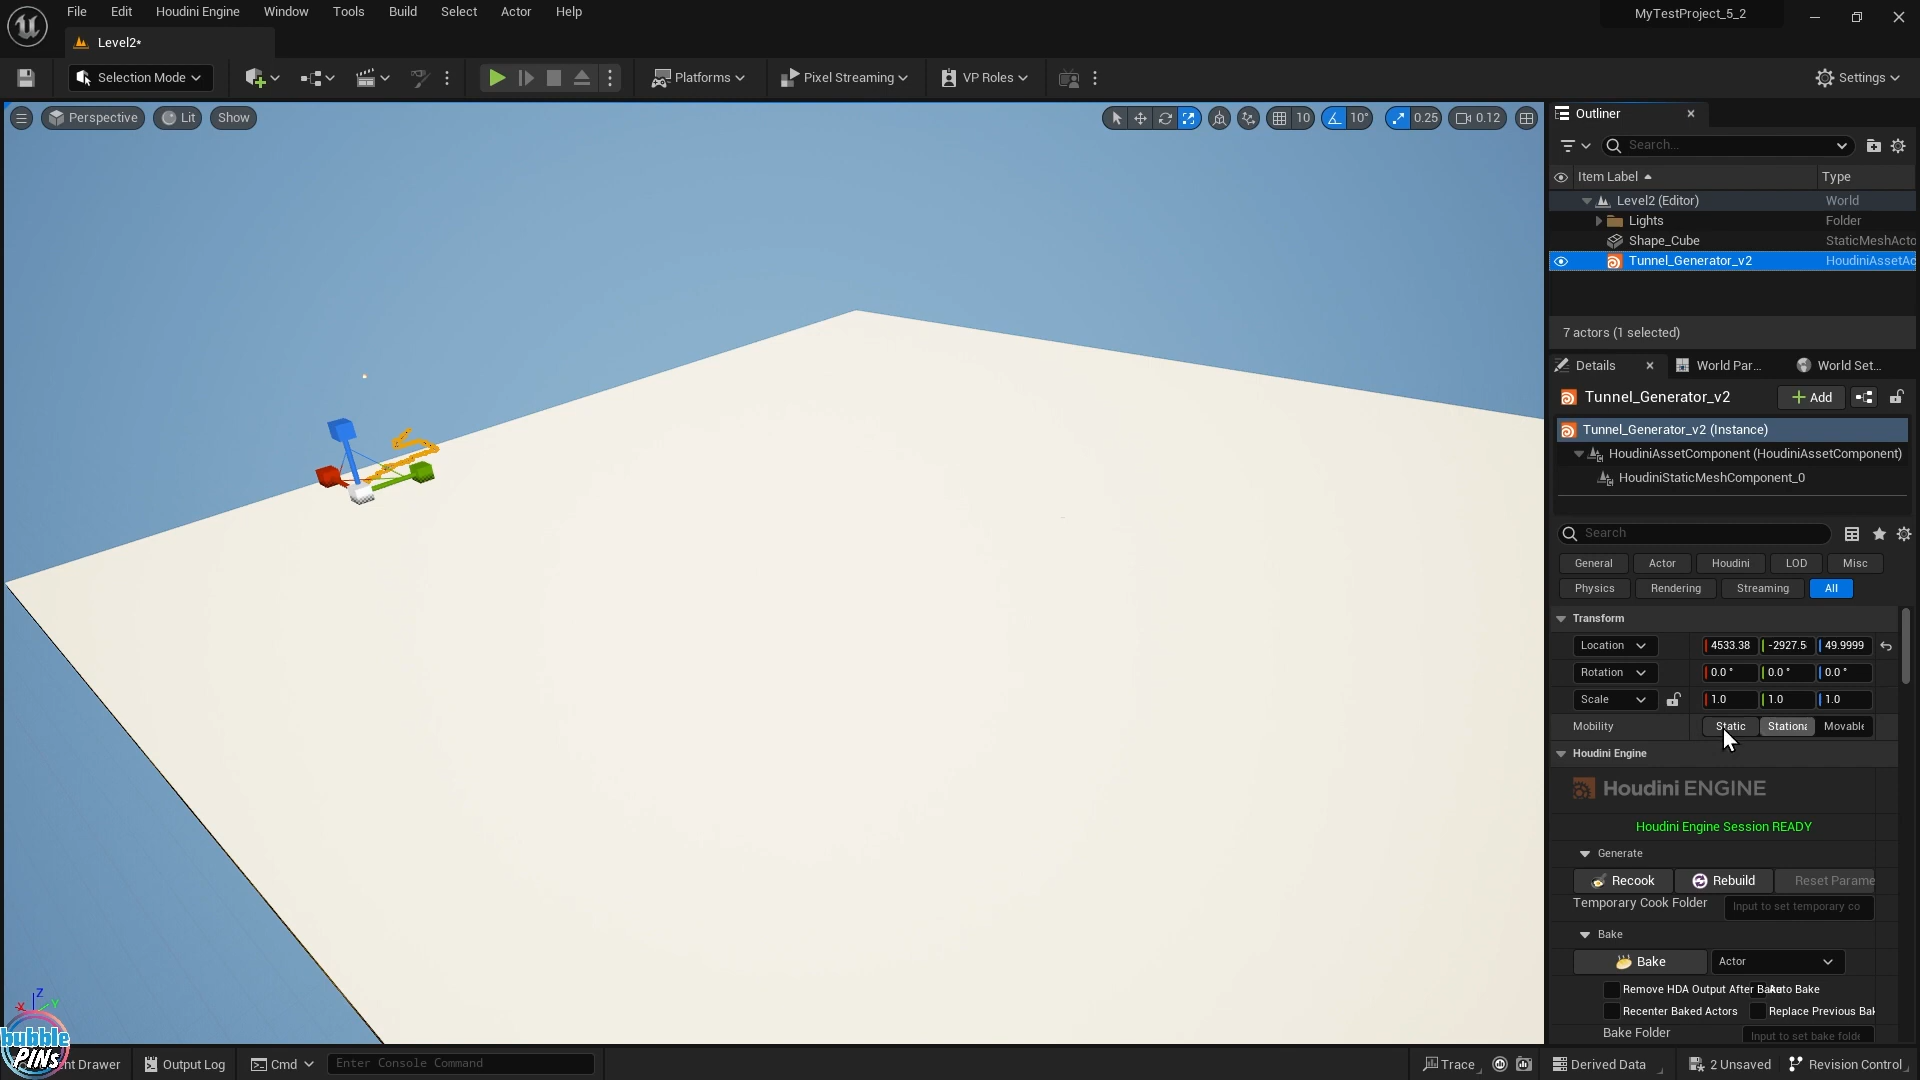 File Edit Houdini Engine Window Tools Build Select Actor Help
MyTestProject_5_2
Level2*
Selection Mode
Platforms
Pixel Streaming
VP Roles
Settings
Perspective
Lit
Show
10
10°
0.25
0.12
Outliner
Search...
Item Label
Type
Level2 (Editor)
World
Lights
Folder
Shape_Cube
StaticMeshActo
Tunnel_Generator_v2
HoudiniAssetAc
7 actors (1 selected)
Details
World Par...
World Set...
Tunnel_Generator_v2
Add
Tunnel_Generator_v2 (Instance)
HoudiniAssetComponent (HoudiniAssetComponent)
HoudiniStaticMeshComponent_0
Search
General
Actor
Houdini
LOD
Misc
Physics
Rendering
Streaming
All
Transform
Location
4533.38
-2927.5
49.9999
Rotation
0.0 °
0.0 °
0.0 °
Scale
1.0
1.0
1.0
Mobility
Static
Stationa
Movable
Houdini Engine
Houdini ENGINE
Houdini Engine Session READY
Generate
Recook
Rebuild
Reset Parame
Temporary Cook Folder
Input to set temporary co
Bake
Bake
Actor
Remove HDA Output After Bake
Auto Bake
Recenter Baked Actors
Replace Previous Bak
Bake Folder
Input to set bake folde
X
Z
Y
bubble
PiNs
nt Drawer
Output Log
Cmd
Enter Console Command
Trace
Derived Data
2 Unsaved
Revision Control